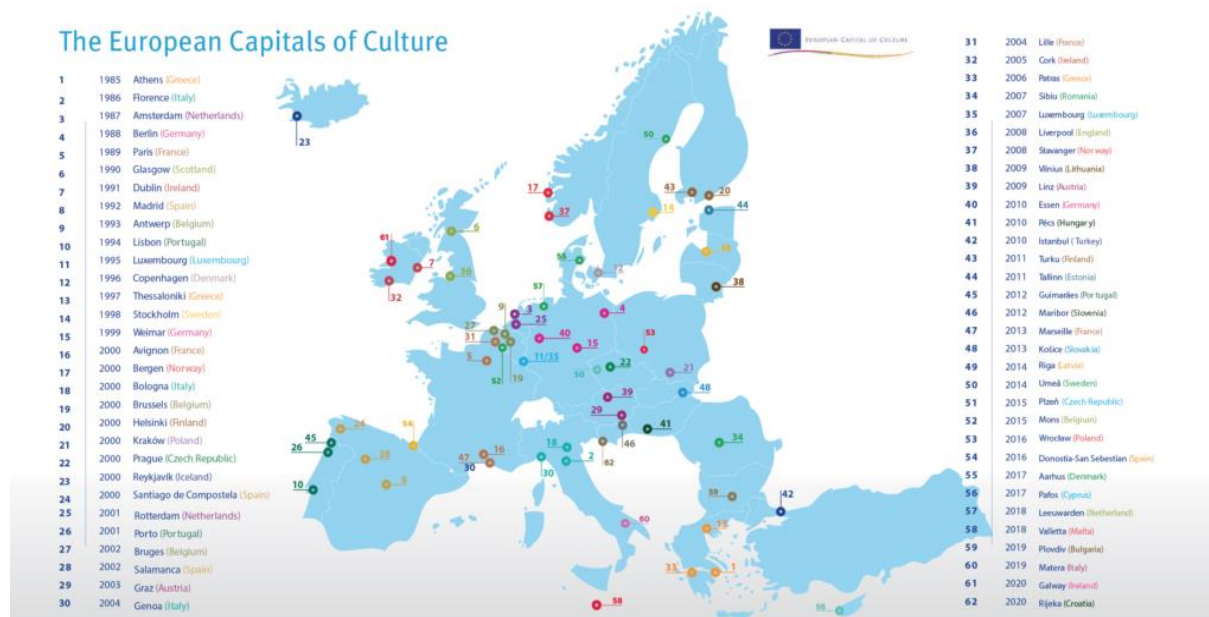 The European Capitals of Culture
EUROPEAN CAPITAL OF CULTURE
1 1985 Athens (Greece)
2 1986 Florence (Italy)
3 1987 Amsterdam (Netherlands)
4 1988 Berlin (Germany)
5 1989 Paris (France)
6 1990 Glasgow (Scotland)
7 1991 Dublin (Ireland)
8 1992 Madrid (Spain)
9 1993 Antwerp (Belgium)
10 1994 Lisbon (Portugal)
11 1995 Luxembourg (Luxembourg)
12 1996 Copenhagen (Denmark)
13 1997 Thessaloniki (Greece)
14 1998 Stockholm (Sweden)
15 1999 Weimar (Germany)
16 2000 Avignon (France)
17 2000 Bergen (Norway)
18 2000 Bologna (Italy)
19 2000 Brussels (Belgium)
20 2000 Helsinki (Finland)
21 2000 Kraków (Poland)
22 2000 Prague (Czech Republic)
23 2000 Reykjavík (Iceland)
24 2000 Santiago de Compostela (Spain)
25 2001 Rotterdam (Netherlands)
26 2001 Porto (Portugal)
27 2002 Bruges (Belgium)
28 2002 Salamanca (Spain)
29 2003 Graz (Austria)
30 2004 Genoa (Italy)
23
50
17
37
43
20
44
14
6
61
7
36
32
55
12
49
38
57
9
3
25
4
27
31
40
15
53
5
52
19
11/35
56
22
21
48
39
29
41
46
45
26
24
54
28
8
10
16
47
30
18
2
30
62
34
59
42
60
13
33
1
58
56
31 2004 Lille (France)
32 2005 Cork (Ireland)
33 2006 Patras (Greece)
34 2007 Sibiu (Romania)
35 2007 Luxembourg (Luxembourg)
36 2008 Liverpool (England)
37 2008 Stavanger (Norway)
38 2009 Vilnius (Lithuania)
39 2009 Linz (Austria)
40 2010 Essen (Germany)
41 2010 Pécs (Hungary)
42 2010 Istanbul ( Turkey)
43 2011 Turku (Finland)
44 2011 Tallinn (Estonia)
45 2012 Guimarães (Portugal)
46 2012 Maribor (Slovenia)
47 2013 Marseille (France)
48 2013 Košice (Slovakia)
49 2014 Riga (Latvia)
50 2014 Umeå (Sweden)
51 2015 Plzeň (Czech Republic)
52 2015 Mons (Belgium)
53 2016 Wrocław (Poland)
54 2016 Donostia-San Sebestian (Spain)
55 2017 Aarhus (Denmark)
56 2017 Pafos (Cyprus)
57 2018 Leeuwarden (Netherland)
58 2018 Valletta (Malta)
59 2019 Plovdiv (Bulgaria)
60 2019 Matera (Italy)
61 2020 Galway (Ireland)
62 2020 Rijeka (Croatia)